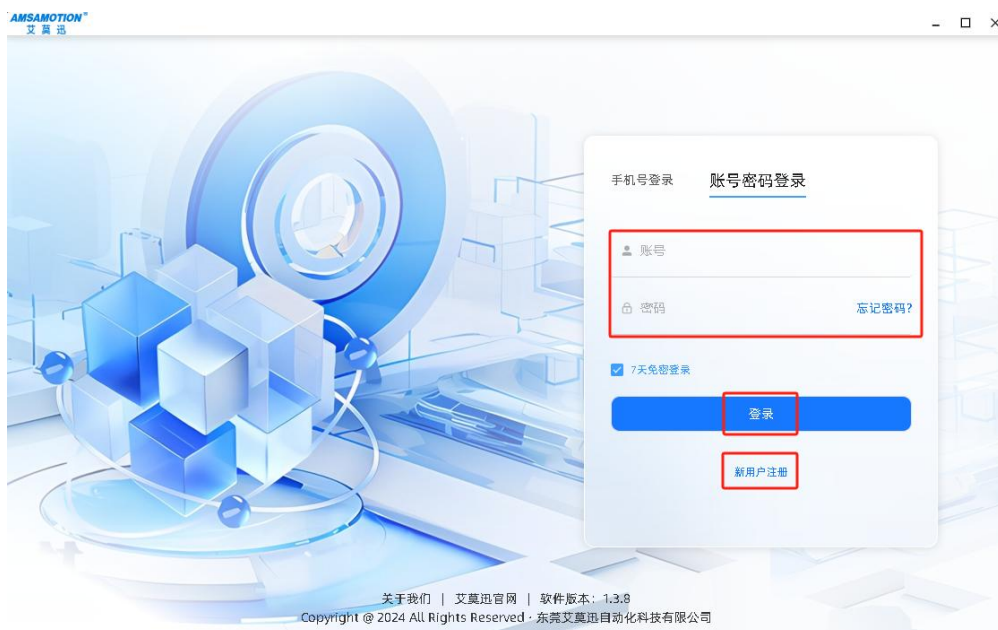 AMSAMOTION
艾莫迅
手机号登录 账号密码登录
账号
密码 忘记密码?
7天免密登录
登录
新用户注册
关于我们 | 艾莫迅官网 | 软件版本: 1.3.8
Copyright @ 2024 All Rights Reserved · 东莞艾莫迅自动化科技有限公司